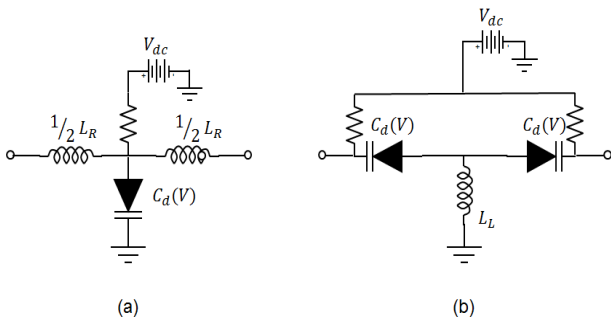 V_dc
V_dc
1/2 L_R
1/2 L_R
C_d(V)
C_d(V)
C_d(V)
L_L
(a)
(b)